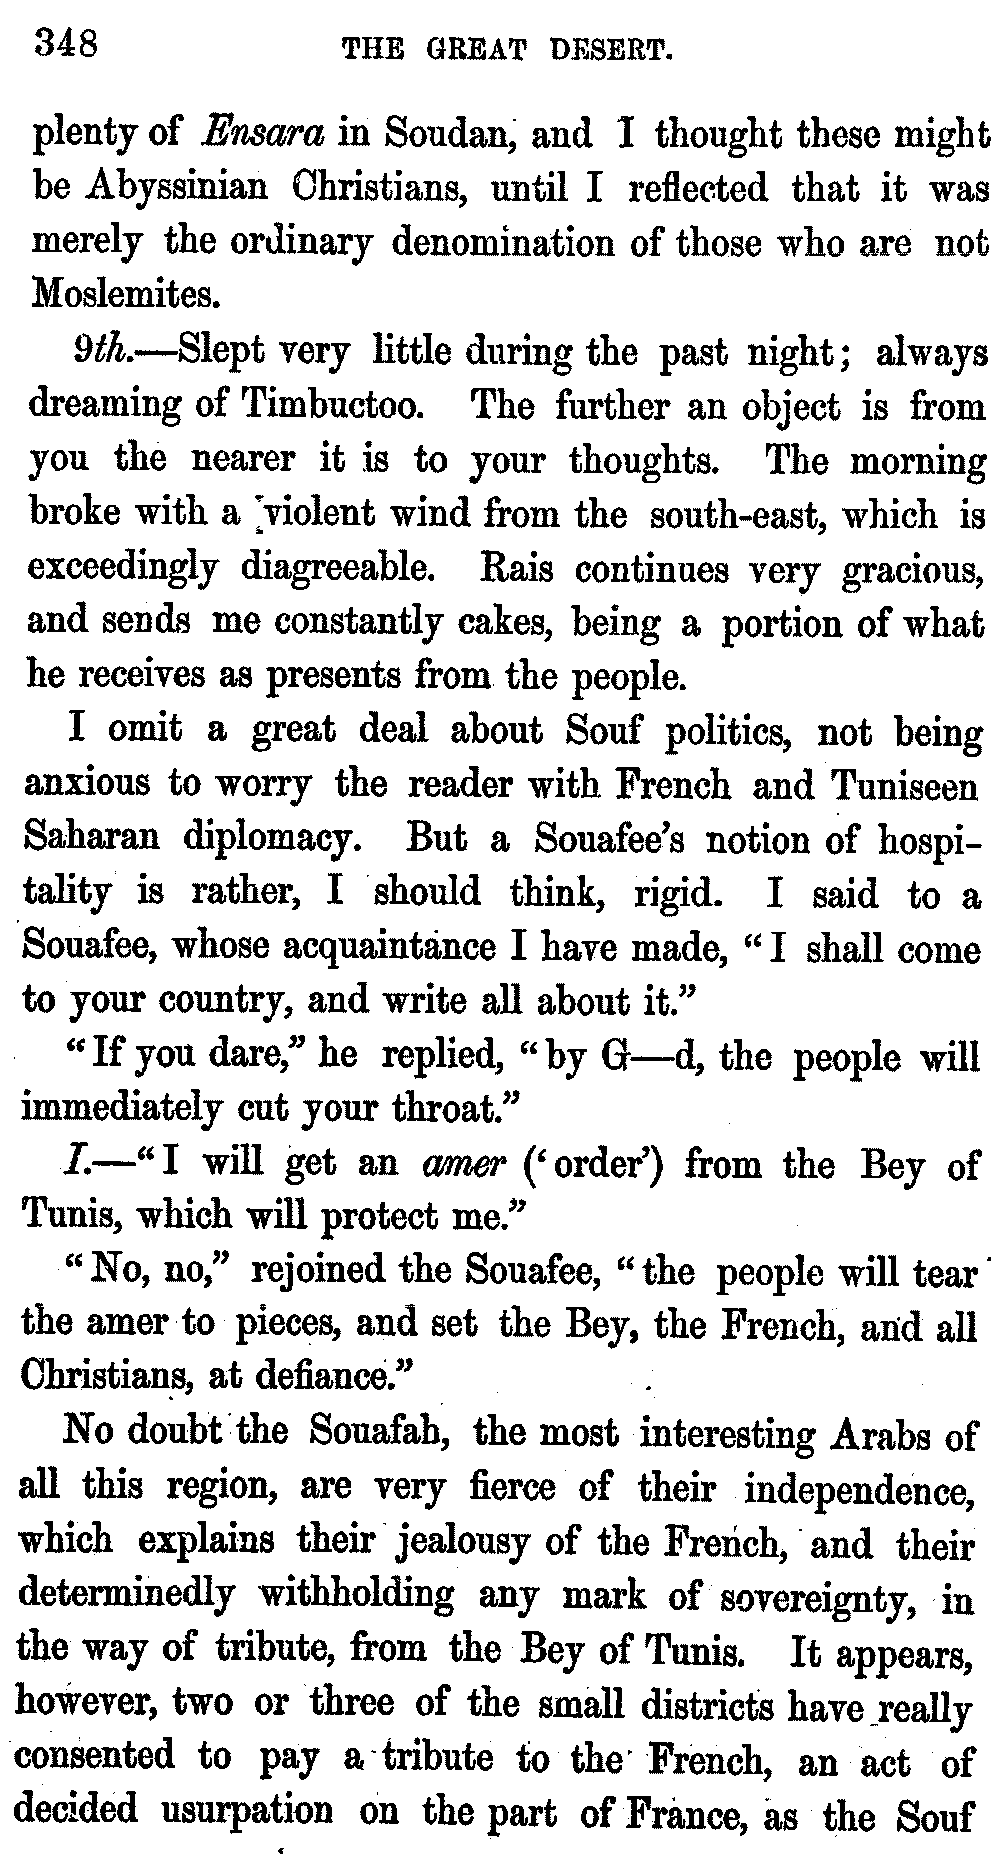 348 THE GREAT DESERT.
plenty of Ensara in Soudan, and I thought these might
be Abyssinian Christians, until I reflected that it was
merely the ordinary denomination of those who are not
Moslemites.
9th.—Slept very little during the past night; always
dreaming of Timbuctoo. The further an object is from
you the nearer it is to your thoughts. The morning
broke with a violent wind from the south-east, which is
exceedingly diagreeable. Rais continues very gracious,
and sends me constantly cakes, being a portion of what
he receives as presents from the people.
I omit a great deal about Souf politics, not being
anxious to worry the reader with French and Tuniseen
Saharan diplomacy. But a Souafee's notion of hospi-
tality is rather, I should think, rigid. I said to a
Souafee, whose acquaintance I have made, "I shall come
to your country, and write all about it."
"If you dare," he replied, "by G—d, the people will
immediately cut your throat."
I.—"I will get an amer ('order') from the Bey of
Tunis, which will protect me."
"No, no," rejoined the Souafee, "the people will tear
the amer to pieces, and set the Bey, the French, and all
Christians, at defiance."
No doubt the Souafah, the most interesting Arabs of
all this region, are very fierce of their independence,
which explains their jealousy of the French, and their
determinedly withholding any mark of sovereignty, in
the way of tribute, from the Bey of Tunis. It appears,
however, two or three of the small districts have really
consented to pay a tribute to the French, an act of
decided usurpation on the part of France, as the Souf